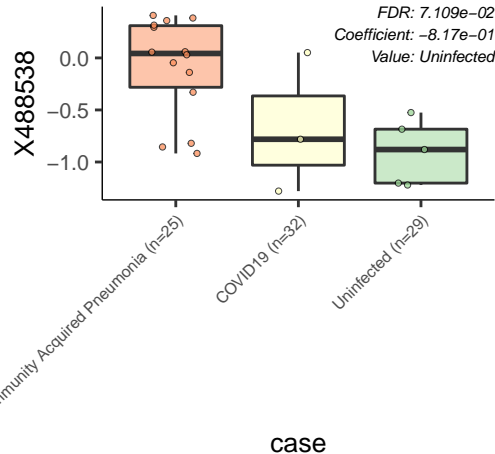 FDR: 7.109e−02
Coefficient: −8.17e−01
Value: Uninfected
X488538
0.0
−0.5
−1.0
Acquired Pneumonia (n=25)
COVID19 (n=32)
Uninfected (n=29)
case